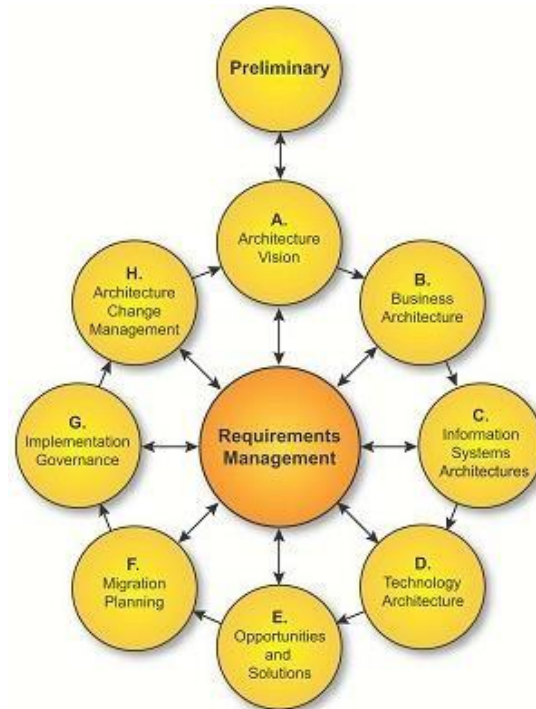 Preliminary
A.
Architecture
Vision
B.
Business
Architecture
C.
Information
Systems
Architectures
D.
Technology
Architecture
E.
Opportunities
and
Solutions
F.
Migration
Planning
G.
Implementation
Governance
H.
Architecture
Change
Management
Requirements
Management